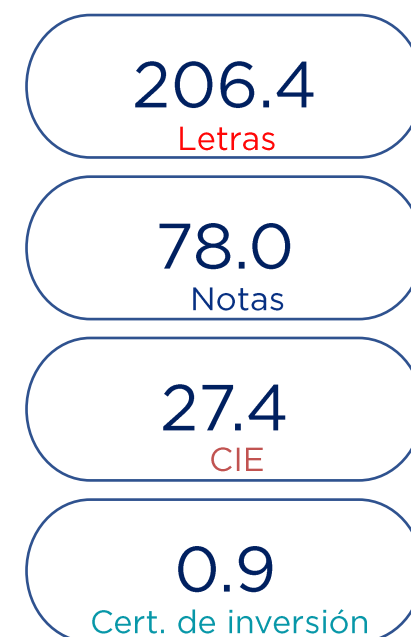 206.4
Letras
78.0
Notas
27.4
CIE
0.9
Cert. de inversión